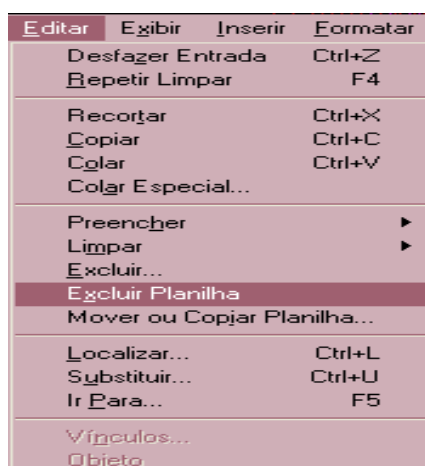 Editar Exibir Inserir Formatar
Desfazer Entrada Ctrl+Z
Repetir Limpar F4
Recortar Ctrl+X
Copiar Ctrl+C
Colar Ctrl+V
Colar Especial...
Preencher
Limpar
Excluir...
Excluir Planilha
Mover ou Copiar Planilha...
Localizar... Ctrl+L
Substituir... Ctrl+U
Ir Para... F5
Vínculos...
Objeto